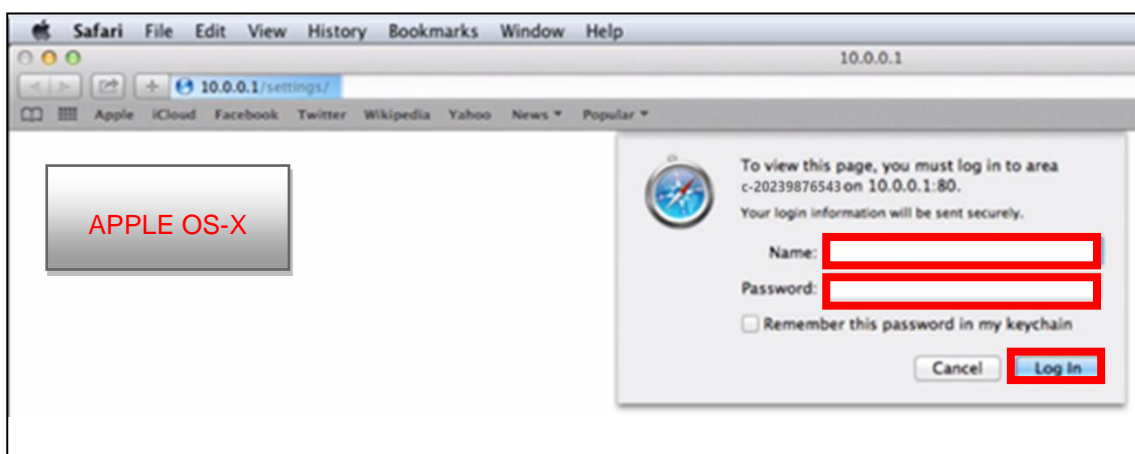 Safari File Edit View History Bookmarks Window Help
10.0.0.1
10.0.0.1/settings/
Apple iCloud Facebook Twitter Wikipedia Yahoo News Popular
APPLE OS-X
To view this page, you must log in to area
c-20239876543 on 10.0.0.1:80.
Your login information will be sent securely.
Name:
Password:
Remember this password in my keychain
Cancel Log In